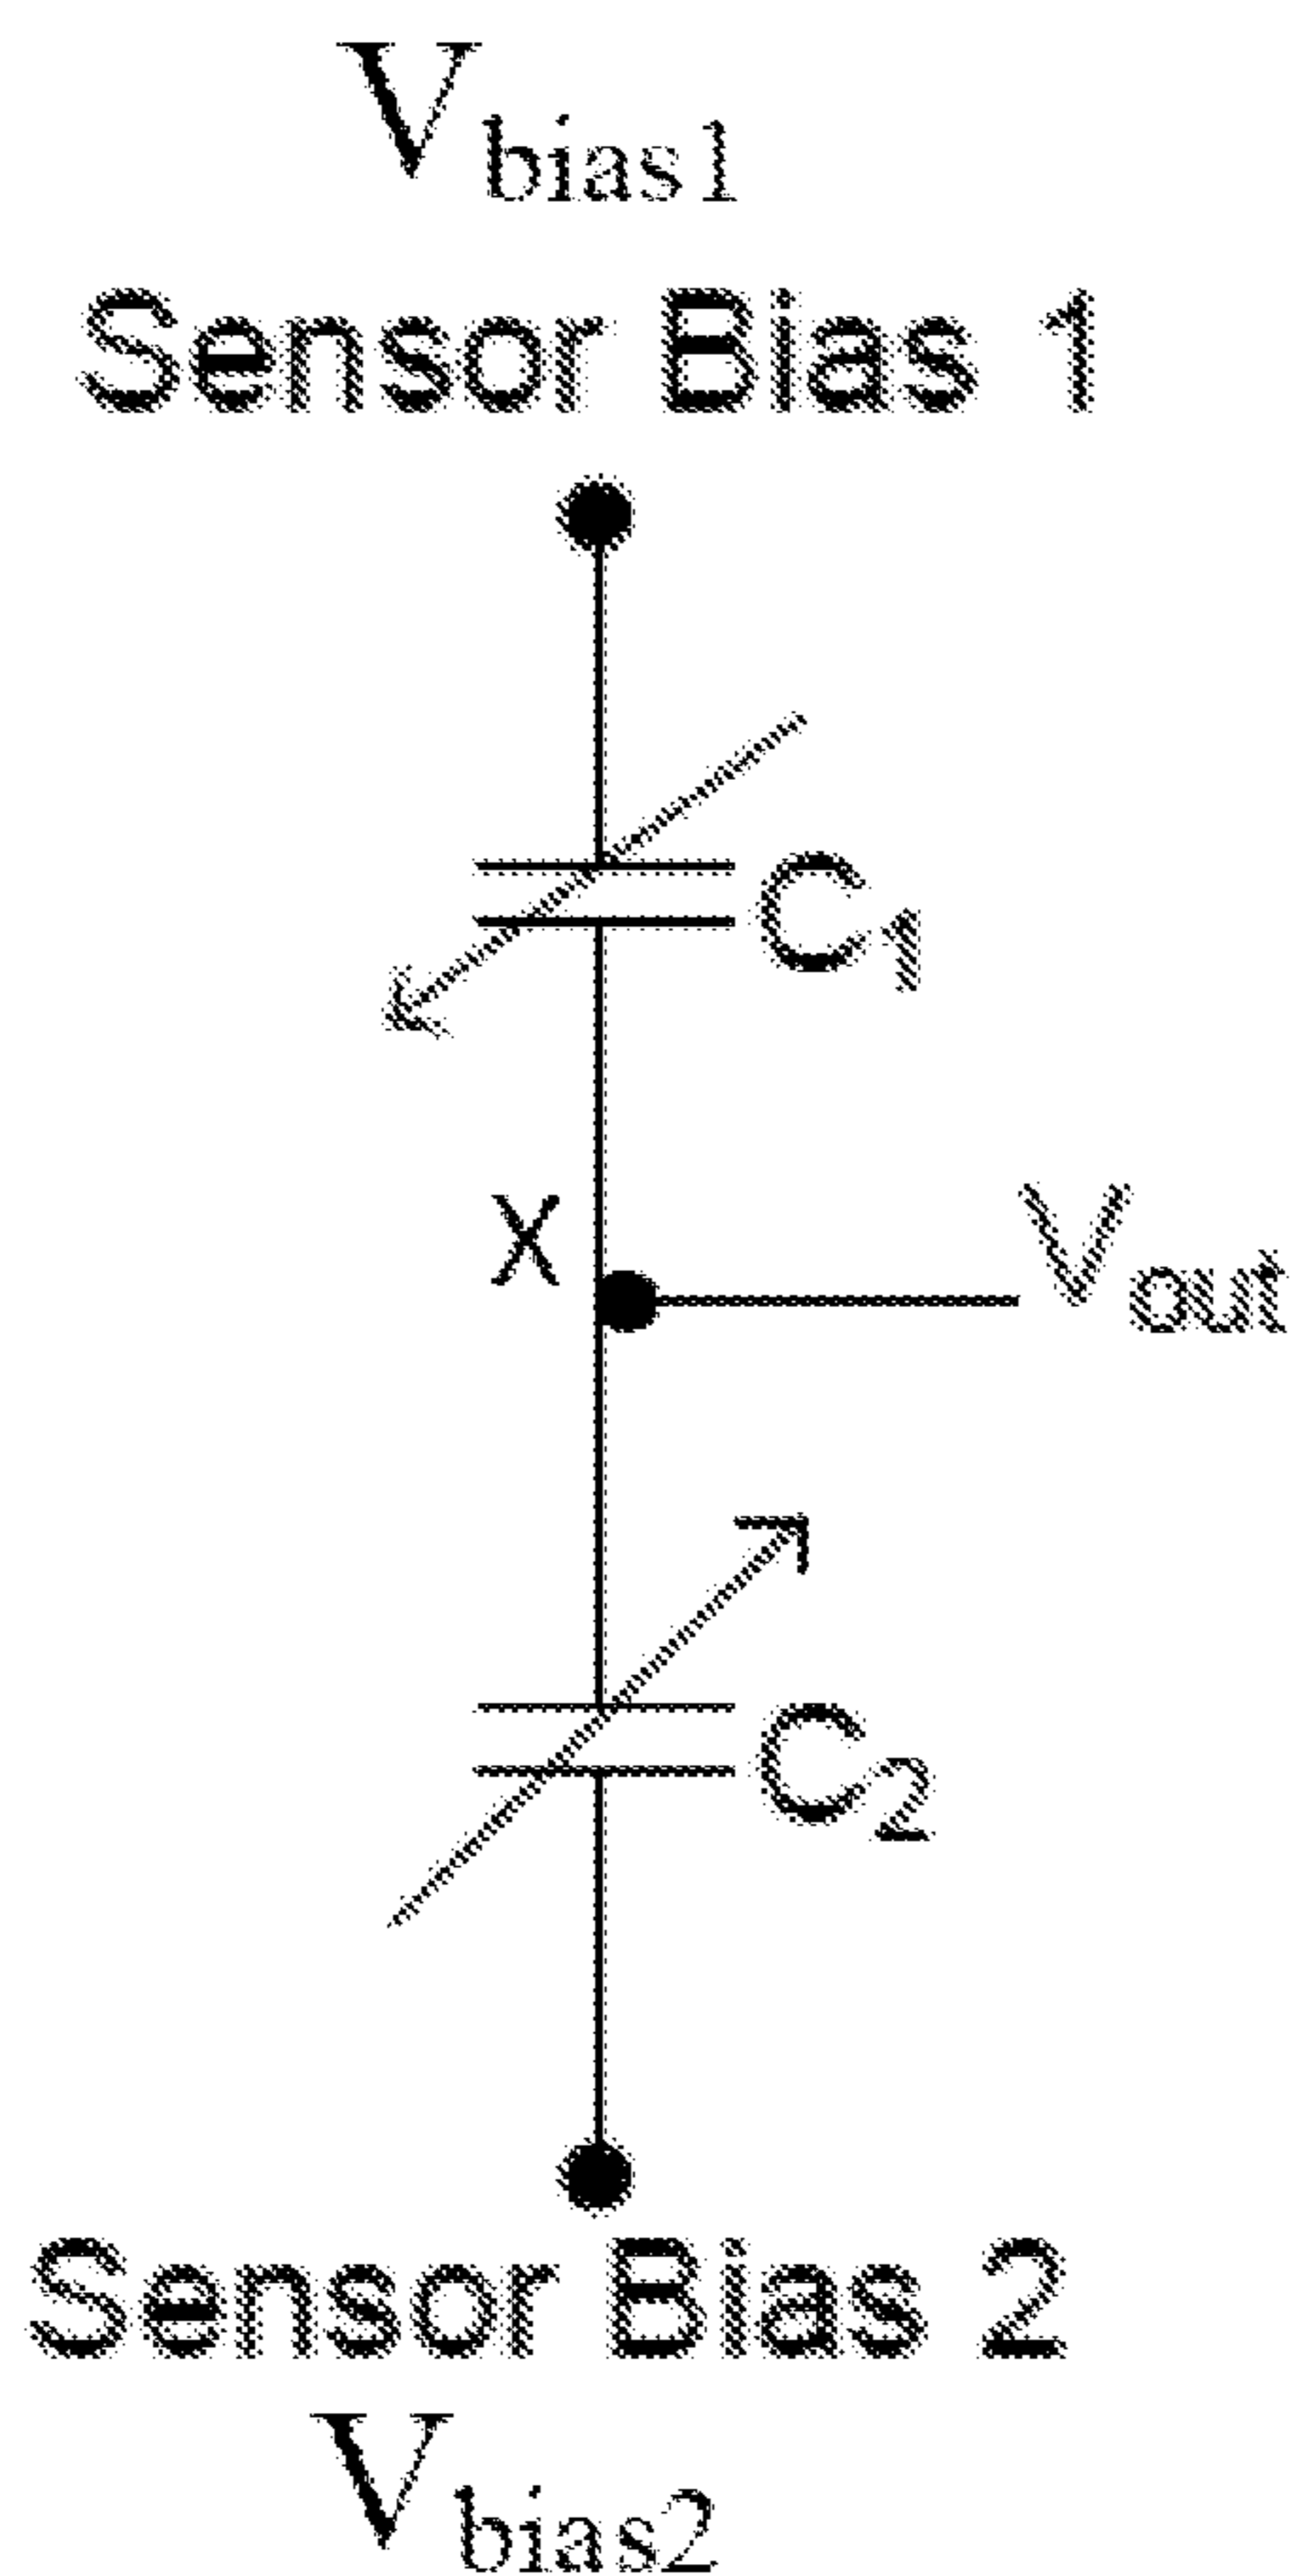 Vbias1
Sensor Bias 1
C1
X
Vout
C2
Sensor Bias 2
Vbias2